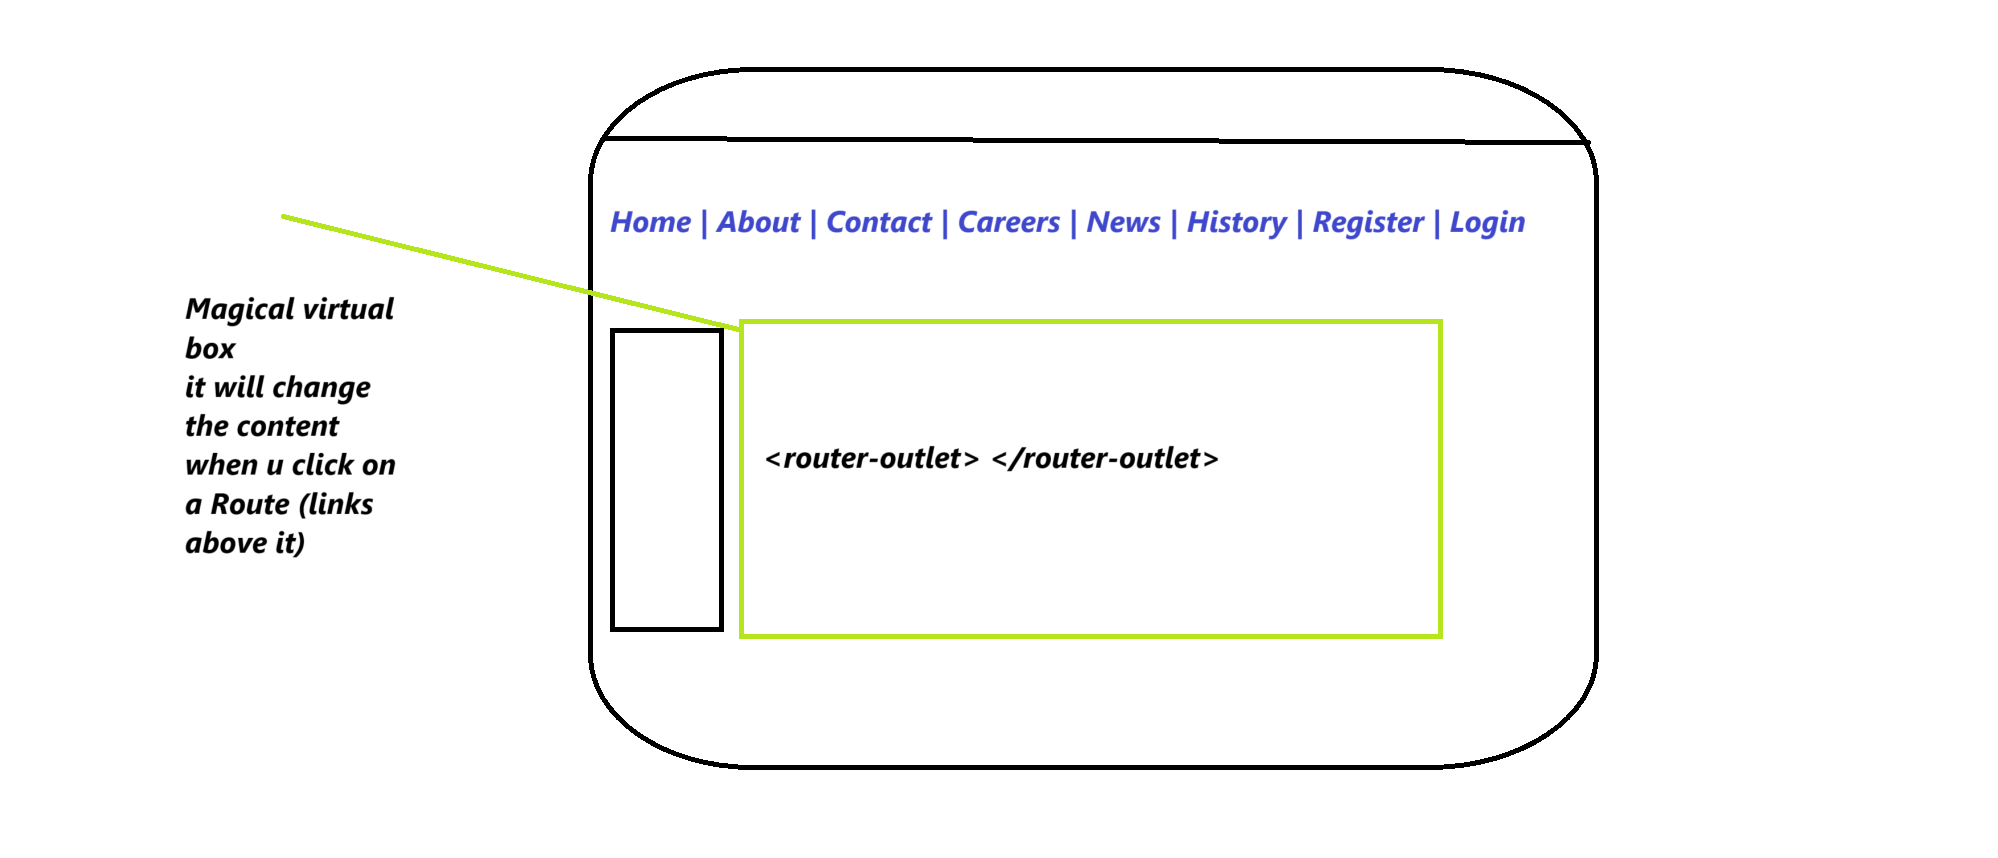 Home | About | Contact | Careers | News | History | Register | Login
Magical virtual
box
it will change
the content
when u click on
a Route (links
above it)
<router-outlet> </router-outlet>